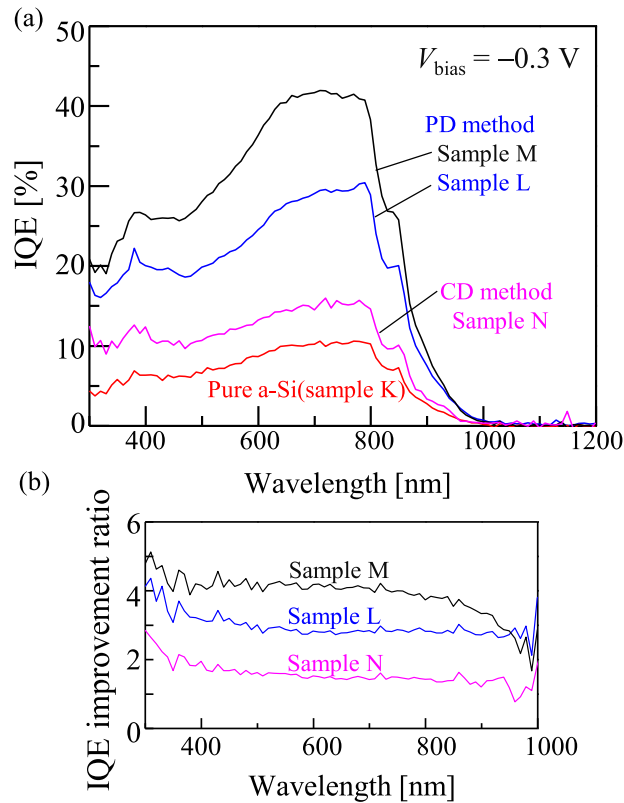 (a)
50
40
30
20
10
0
IQE [%]
V_bias = −0.3 V
PD method
Sample M
Sample L
CD method
Sample N
Pure a-Si(sample K)
400 600 800 1000 1200
Wavelength [nm]
(b)
6
4
2
0
IQE improvement ratio
Sample M
Sample L
Sample N
400 600 800 1000
Wavelength [nm]